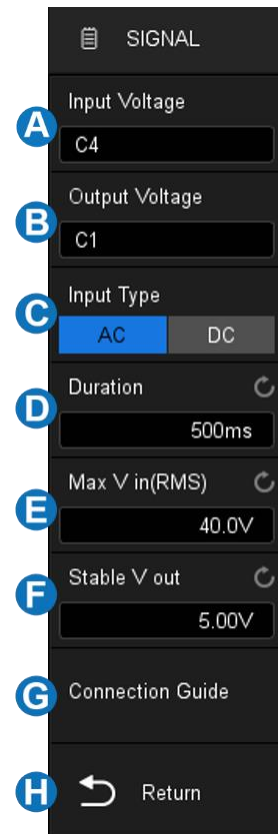 SIGNAL
Input Voltage
A
C4
Output Voltage
B
C1
Input Type
C
AC DC
Duration
D
500ms
Max V in(RMS)
E
40.0V
Stable V out
F
5.00V
G Connection Guide
H Return